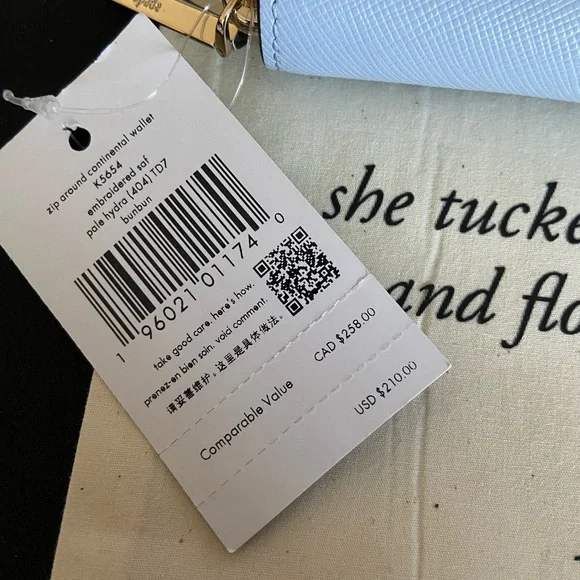 zip around continental wallet
K5654
embroidered saf
pale hydra (404) TD7
bunbun
1 96021 01174 0
take good care. here's how.
prenez-en bien soin. voici comment.
请妥善维护。这里是具体做法。
Comparable Value
CAD $258.00
USD $210.00
she tucke
and flo